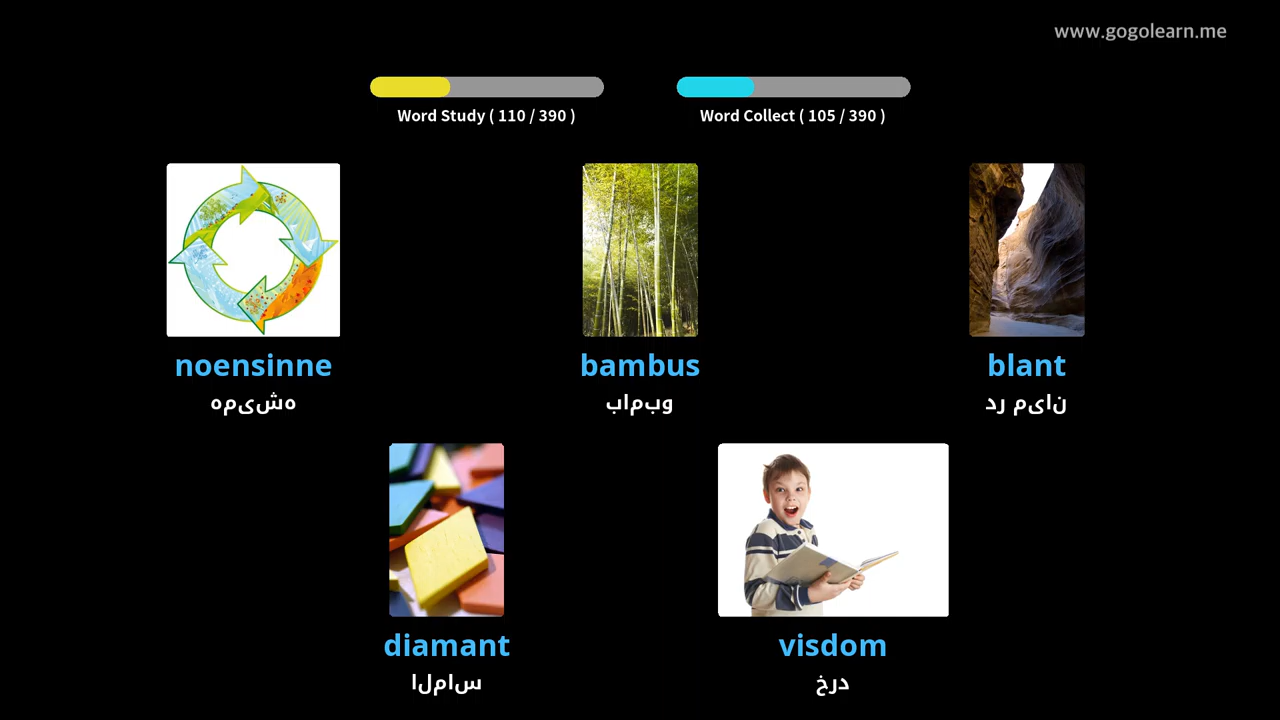 www.gogolearn.me
Word Study ( 110 / 390 )
Word Collect ( 105 / 390 )
noensinne
هشیمه
bambus
وبماب
blant
نایم رد
diamant
ساملا
visdom
درخ